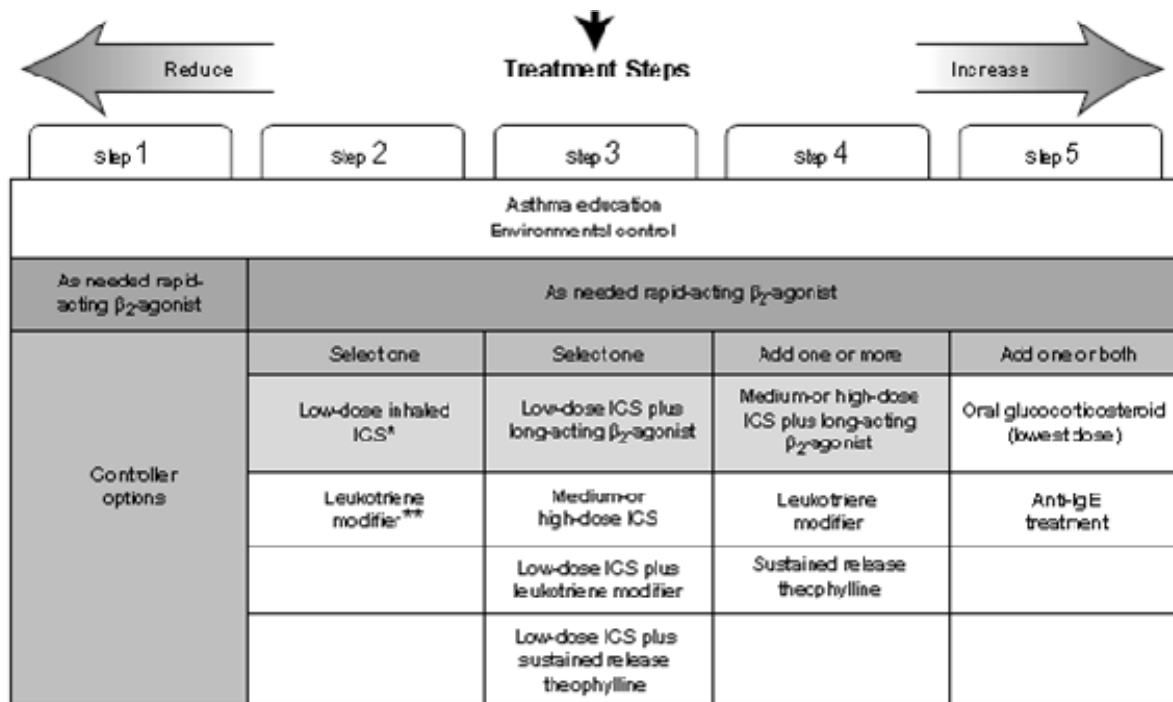 Reduce
Treatment Steps
Increase
Step 1
Step 2
Step 3
Step 4
Step 5
Asthma education
Environmental control
As needed rapid-
acting β₂-agonist
As needed rapid-acting β₂-agonist
Controller
options
Select one
Select one
Add one or more
Add one or both
Low-dose inhaled
ICS*
Low-dose ICS plus
long-acting β₂-agonist
Medium-or high-dose
ICS plus long-acting
β₂-agonist
Oral glucocorticosteroid
(lowest dose)
Leukotriene
modifier**
Medium-or
high-dose ICS
Leukotriene
modifier
Anti-IgE
treatment
Low-dose ICS plus
leukotriene modifier
Sustained release
theophylline
Low-dose ICS plus
sustained release
theophylline